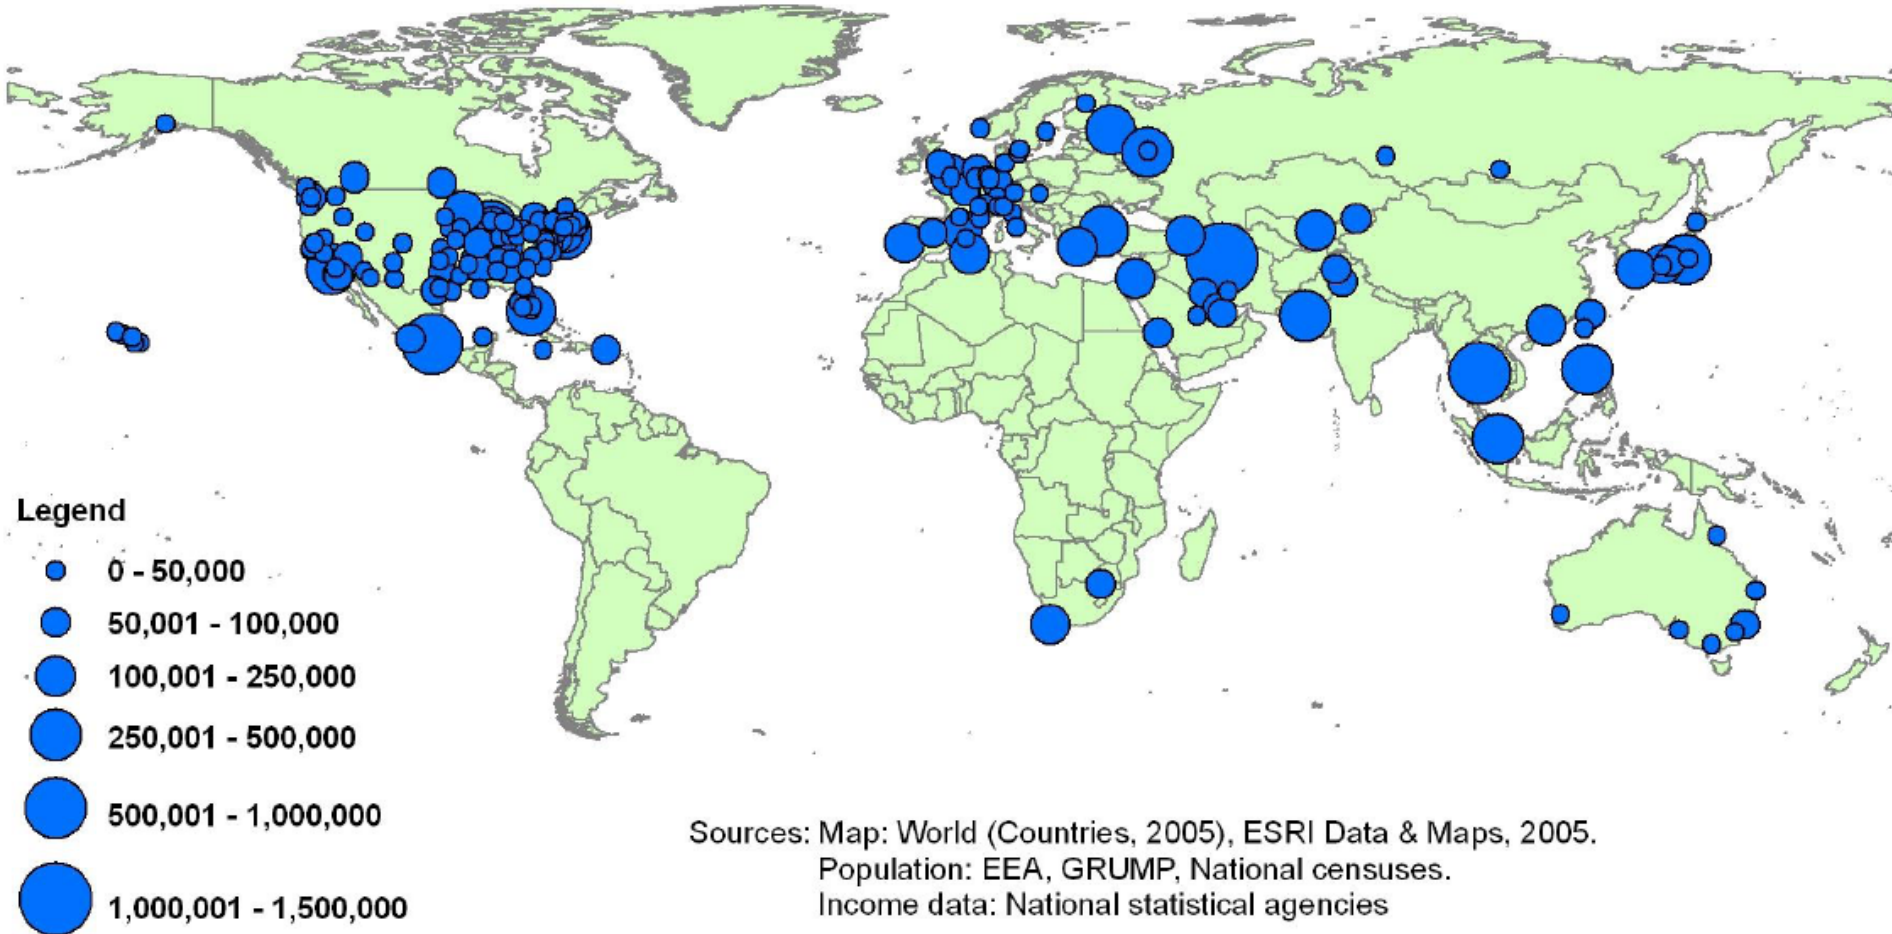 Legend
0 - 50,000
50,001 - 100,000
100,001 - 250,000
250,001 - 500,000
500,001 - 1,000,000
1,000,001 - 1,500,000
Sources: Map: World (Countries, 2005), ESRI Data & Maps, 2005.
Population: EEA, GRUMP, National censuses.
Income data: National statistical agencies